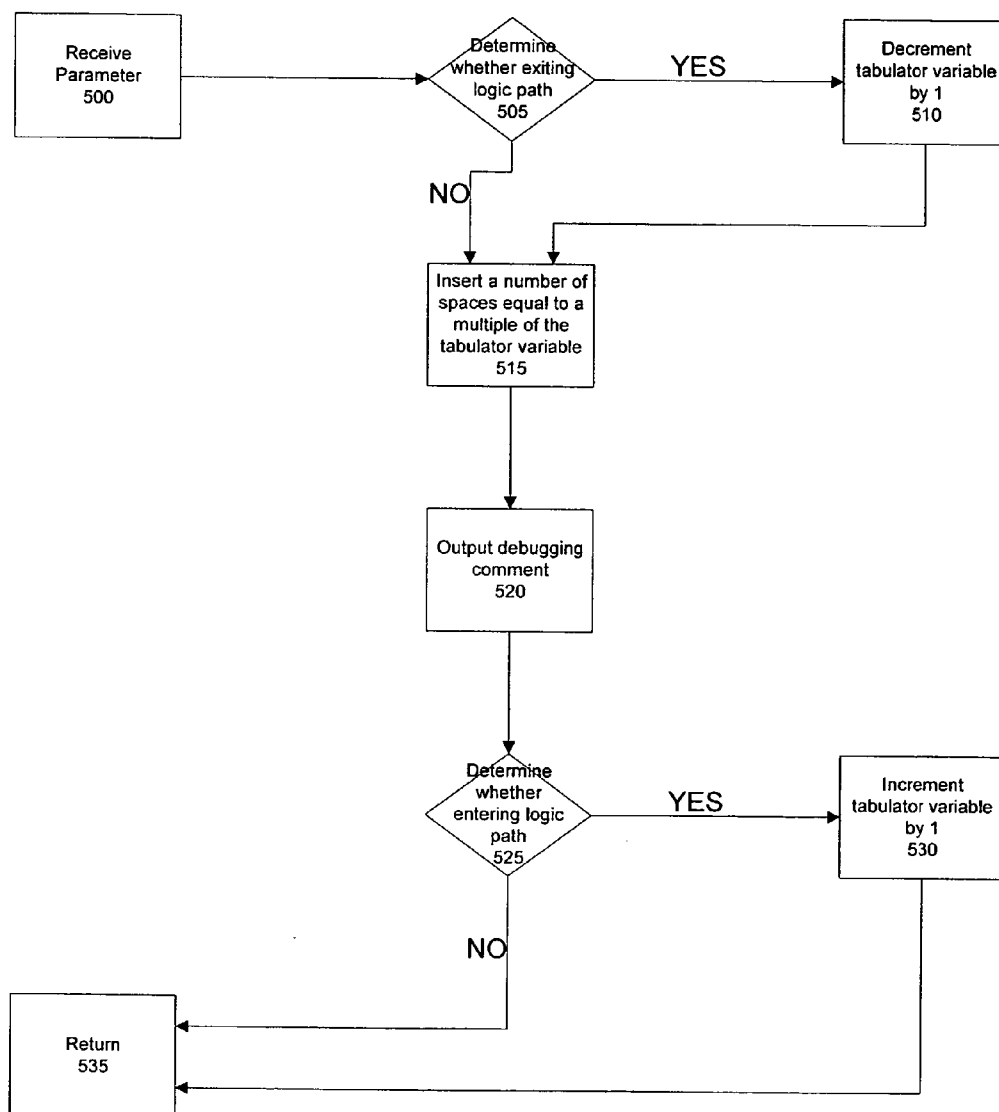 Receive
Parameter
500
Determine
whether exiting
logic path
505
YES
Decrement
tabulator variable
by 1
510
NO
Insert a number of
spaces equal to a
multiple of the
tabulator variable
515
Output debugging
comment
520
Determine
whether
entering logic
path
525
YES
Increment
tabulator variable
by 1
530
NO
Return
535